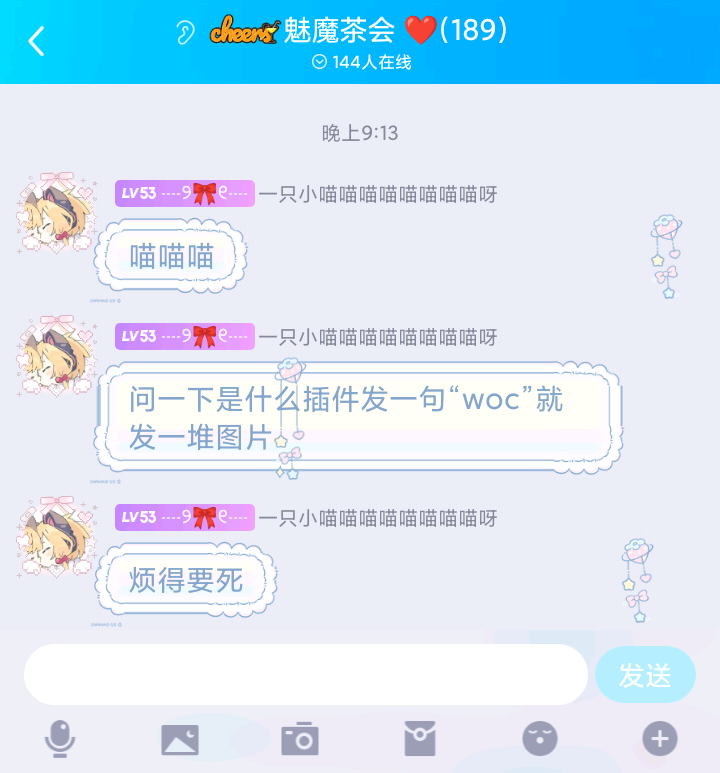 cheers 魅魔茶会 ❤️(189)
144人在线
晚上9:13
LV53 ----୨🎀୧---- 一只小喵喵喵喵喵喵喵喵呀
喵喵喵
LV53 ----୨🎀୧---- 一只小喵喵喵喵喵喵喵喵呀
问一下是什么插件发一句“woc”就
发一堆图片
LV53 ----୨🎀୧---- 一只小喵喵喵喵喵喵喵喵呀
烦得要死
发送